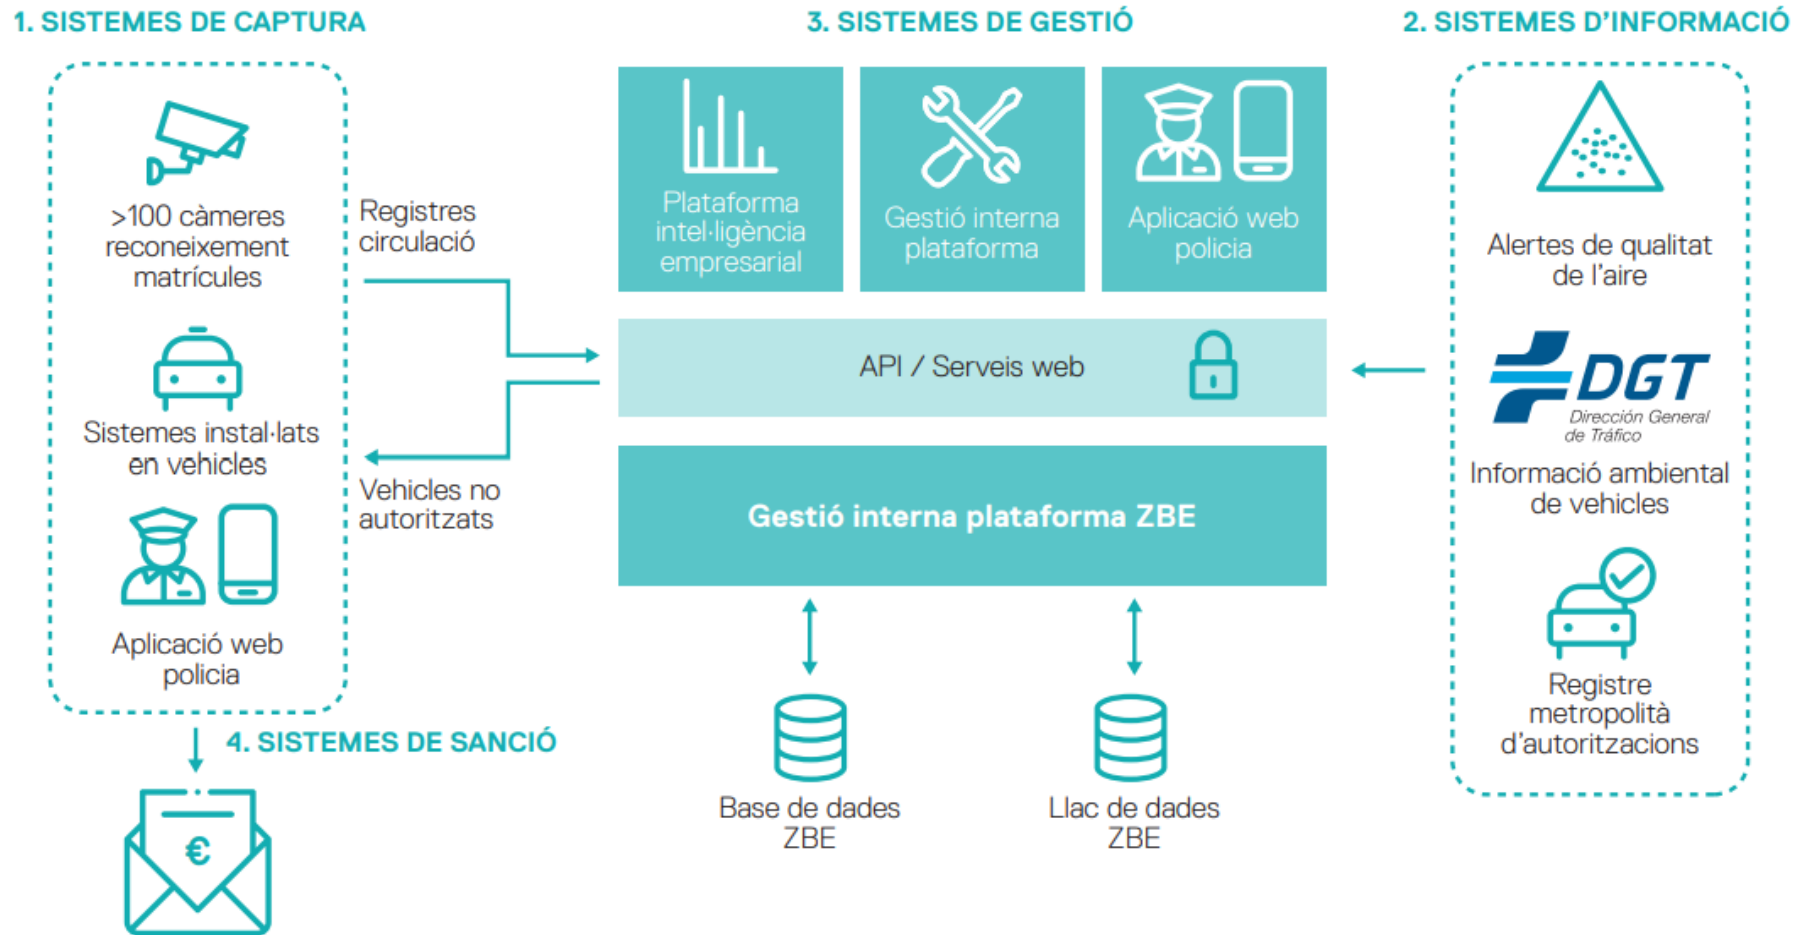 1. SISTEMES DE CAPTURA
>100 càmeres
reconeixement
matrícules
Sistemes instal·lats
en vehicles
Aplicació web
policia
Registres
circulació
Vehicles no
autoritzats
4. SISTEMES DE SANCIÓ
€
3. SISTEMES DE GESTIÓ
Plataforma
intel·ligència
empresarial
Gestió interna
plataforma
Aplicació web
policia
API / Serveis web
Gestió interna plataforma ZBE
Base de dades
ZBE
Llac de dades
ZBE
2. SISTEMES D'INFORMACIÓ
Alertes de qualitat
de l'aire
DGT
Dirección General
de Tráfico
Informació ambiental
de vehicles
Registre
metropolità
d'autoritzacions